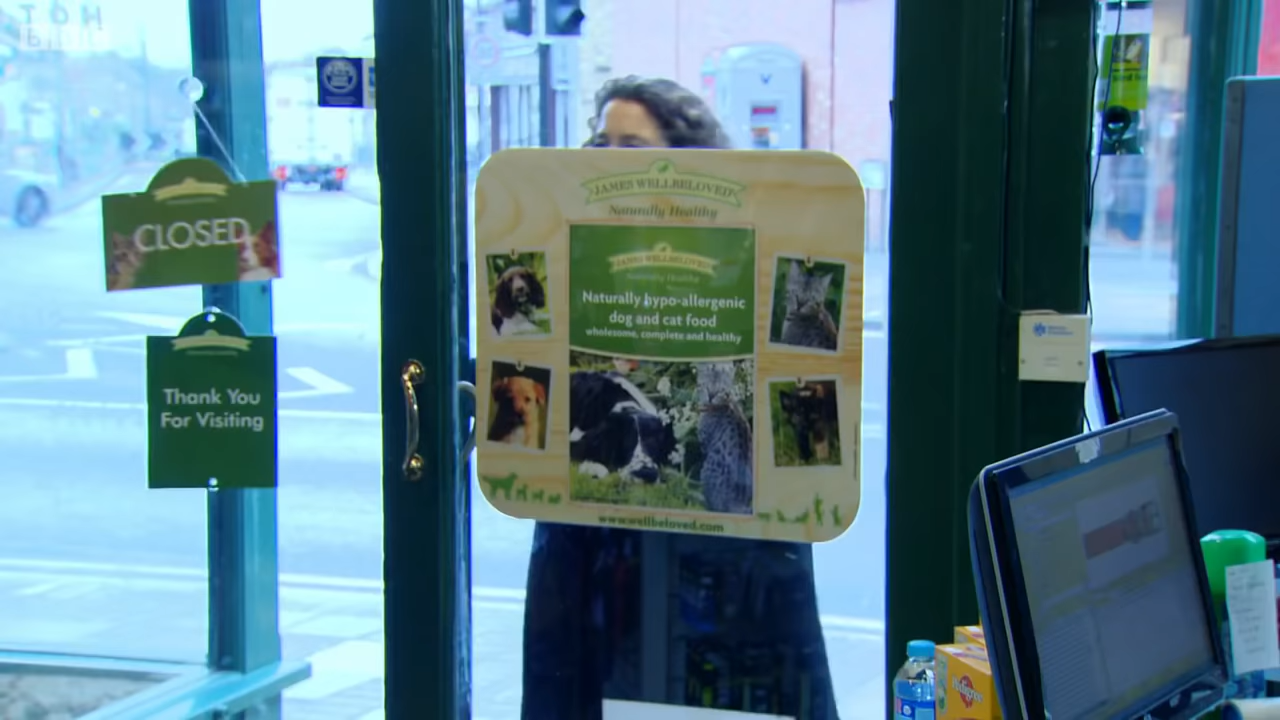 CLOSED
Thank You
For Visiting
JAMES WELLBELOVED
Naturally Healthy
JAMES WELLBELOVED
Naturally Healthy
Naturally hypo-allergenic
dog and cat food
wholesome, complete and healthy
www.wellbeloved.com
Pedigree